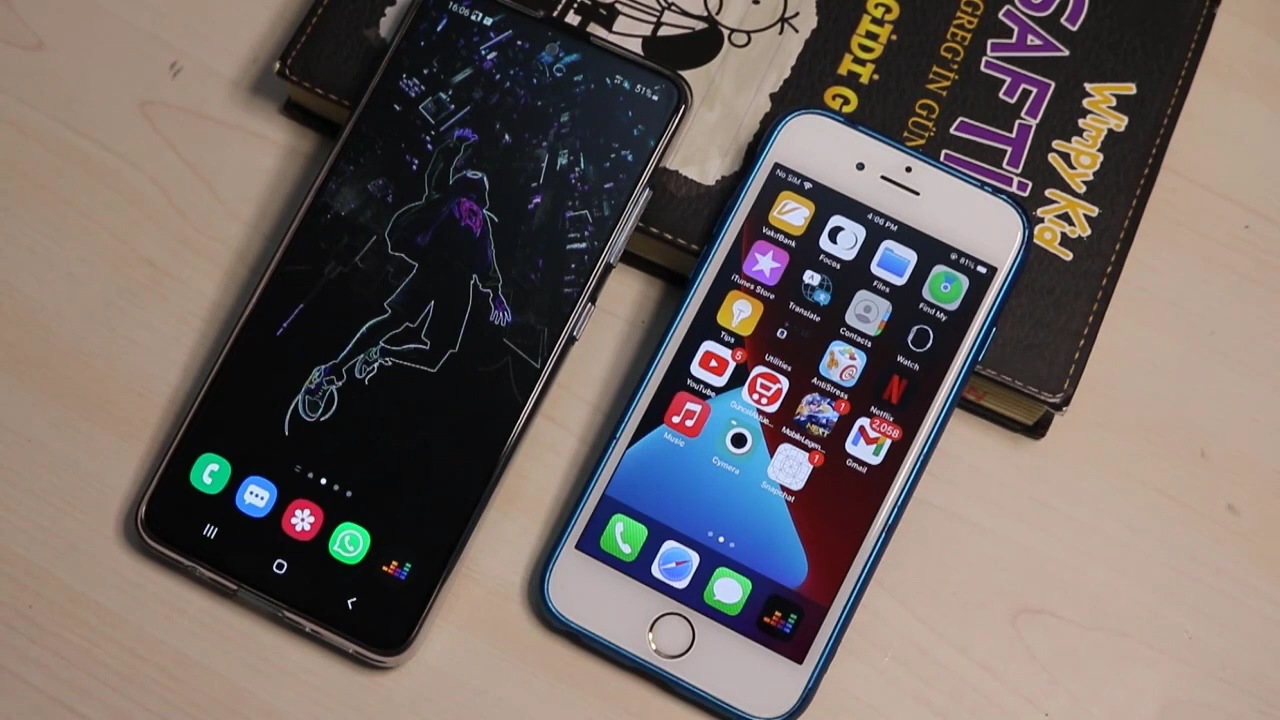 16:06
51%
GİDİ G
GREG'İN GÜN
SAFTİ
Wimpy Kid
No SIM
4:06 PM
81%
VakıfBank
Focos
Files
Find My
iTunes Store
Translate
Contacts
Watch
Tips
Utilities
AntiStress
Netflix
5
YouTube
1
MobileLegen...
2,058
Gmail
Music
Cymera
1
Snapchat